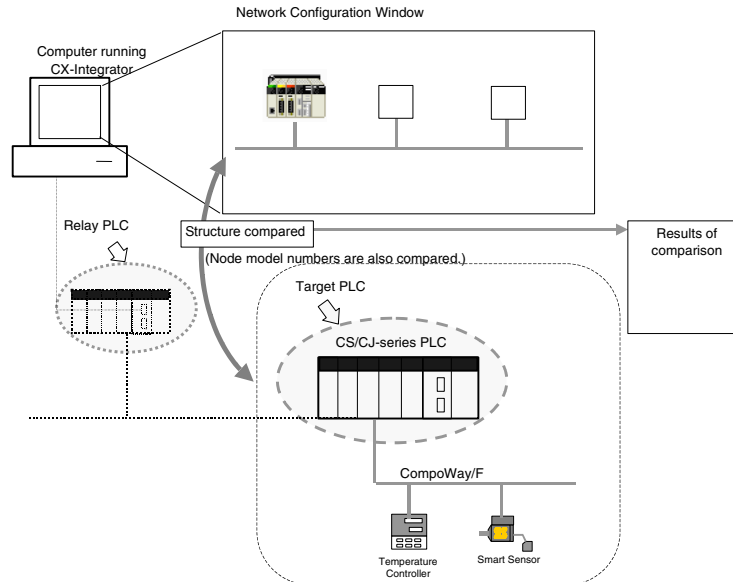 Network Configuration Window
Computer running
CX-Integrator
Relay PLC
Structure compared
(Node model numbers are also compared.)
Results of
comparison
Target PLC
CS/CJ-series PLC
CompoWay/F
Temperature
Controller
Smart Sensor